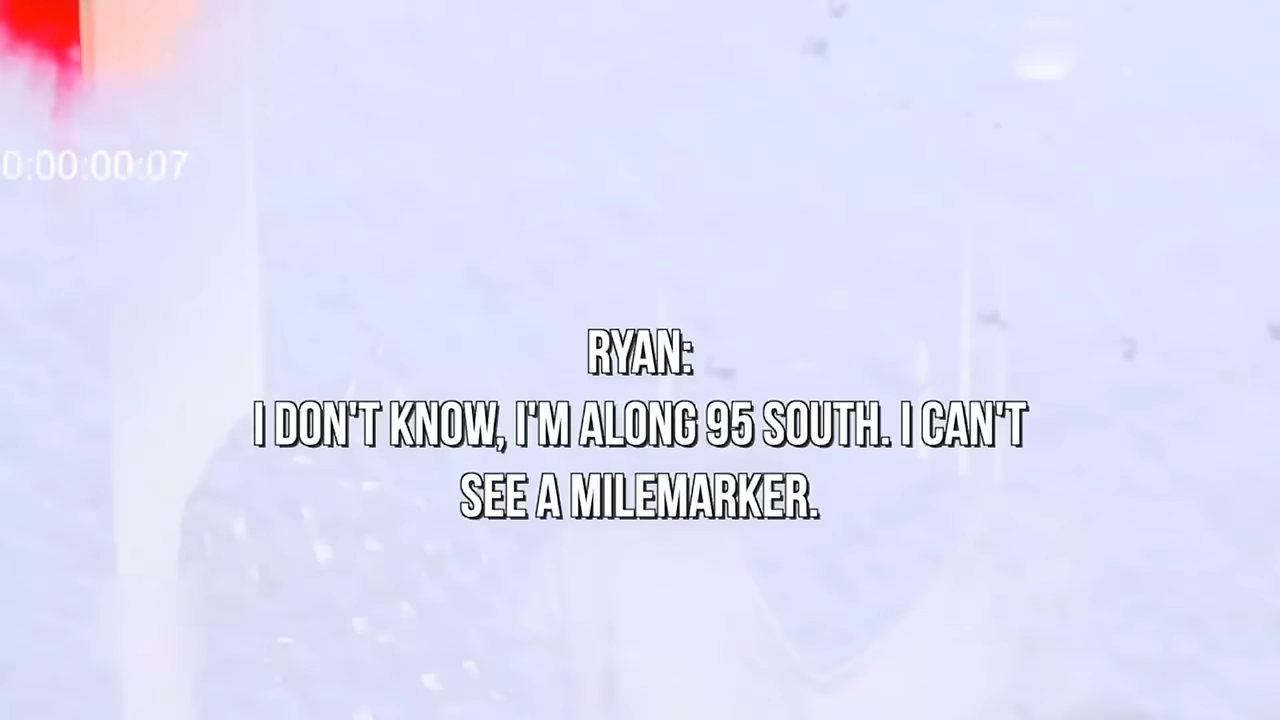 0:00:00:07
RYAN:
I DON'T KNOW, I'M ALONG 95 SOUTH. I CAN'T
SEE A MILEMARKER.